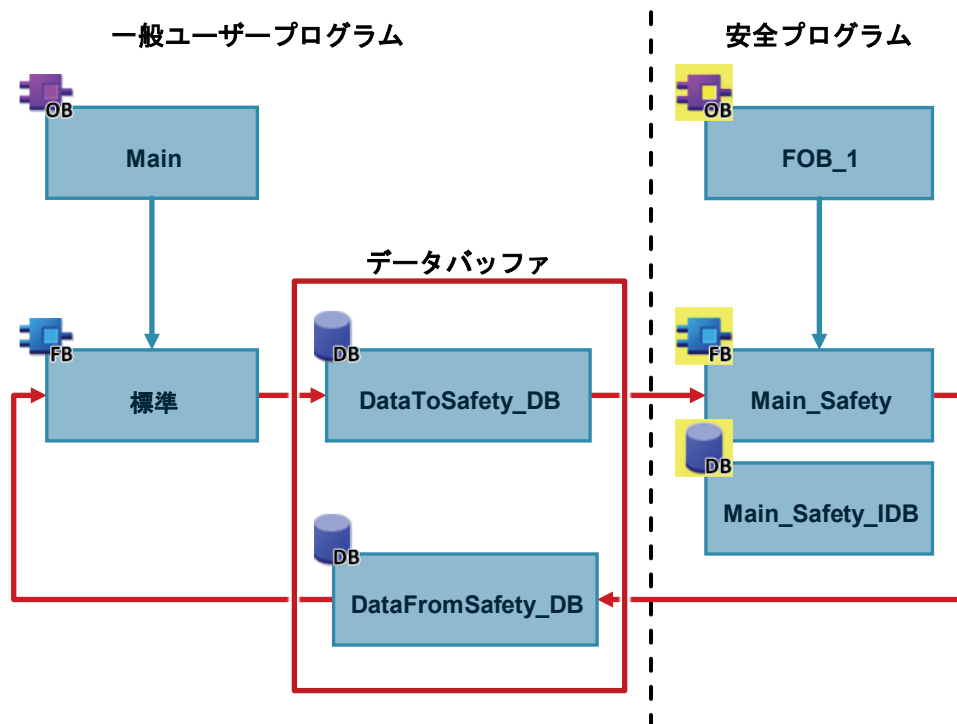 一般ユーザープログラム
安全プログラム
OB
Main
OB
FOB_1
データバッファ
FB
標準
DB
DataToSafety_DB
FB
Main_Safety
DB
Main_Safety_IDB
DB
DataFromSafety_DB